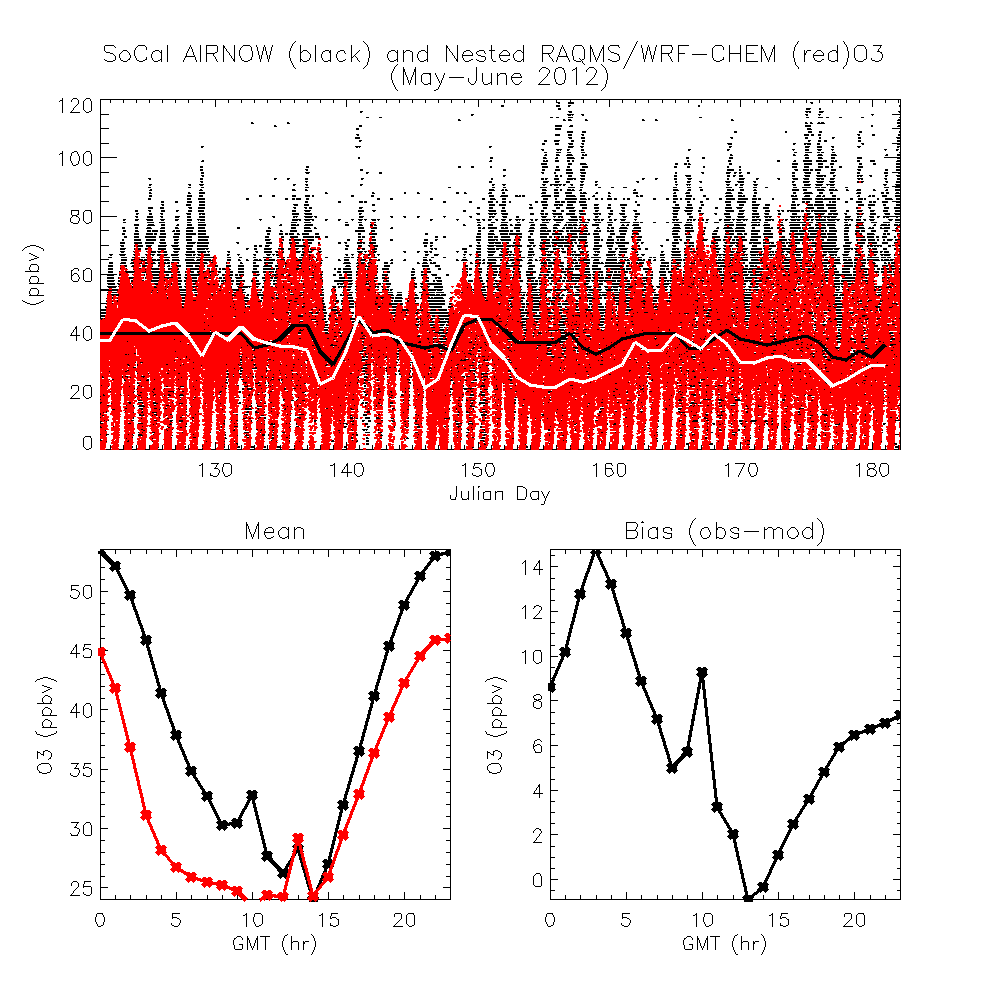 SoCal AIRNOW (black) and Nested RAQMS/WRF-CHEM (red)O3
(May-June 2012)
120
100
80
60
40
20
0
(ppbv)
130 140 150 160 170 180
Julian Day
Mean
50
45
40
35
30
25
O3 (ppbv)
0 5 10 15 20
GMT (hr)
Bias (obs-mod)
14
12
10
8
6
4
2
0
O3 (ppbv)
0 5 10 15 20
GMT (hr)